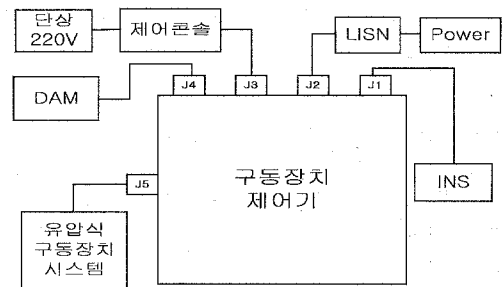 단상
220V
제어콘솔
LISN
Power
DAM
J4
J3
J2
J1
J5
구동장치
제어기
INS
유압식
구동장치
시스템